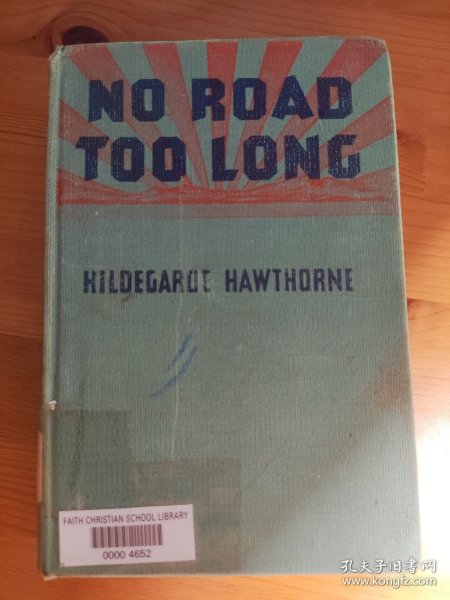 NO ROAD
TOO LONG
HILDEGARDE HAWTHORNE
FAITH CHRISTIAN SCHOOL LIBRARY
0000 4652
孔夫子旧书网
www.kongfz.com